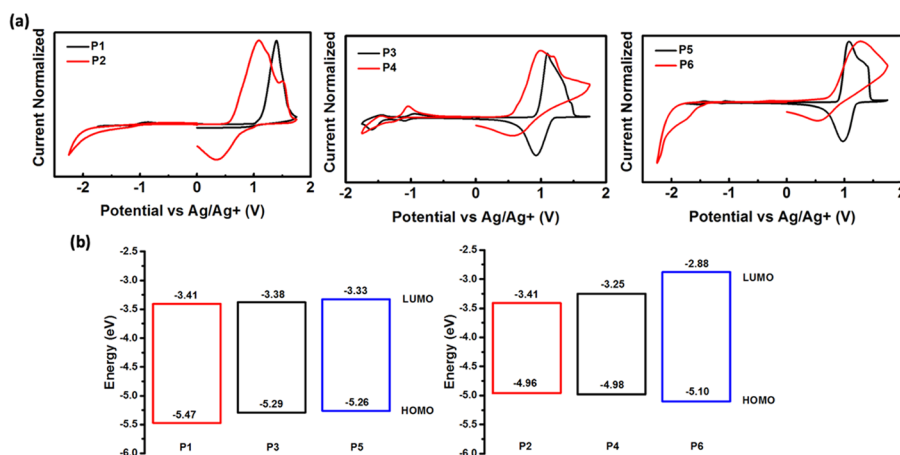 (a)
P1
P2
Current Normalized
-2
-1
0
1
2
Potential vs Ag/Ag+ (V)
P3
P4
Current Normalized
-2
-1
0
1
2
Potential vs Ag/Ag+ (V)
P5
P6
Current Normalized
-2
-1
0
1
2
Potential vs Ag/Ag+ (V)
(b)
Energy (eV)
-2.5
-3.0
-3.5
-4.0
-4.5
-5.0
-5.5
-6.0
-3.41
-3.38
-3.33
LUMO
-5.47
-5.29
-5.26
HOMO
P1
P3
P5
Energy (eV)
-2.5
-3.0
-3.5
-4.0
-4.5
-5.0
-5.5
-6.0
-3.41
-3.25
-2.88
LUMO
-4.96
-4.98
-5.10
HOMO
P2
P4
P6